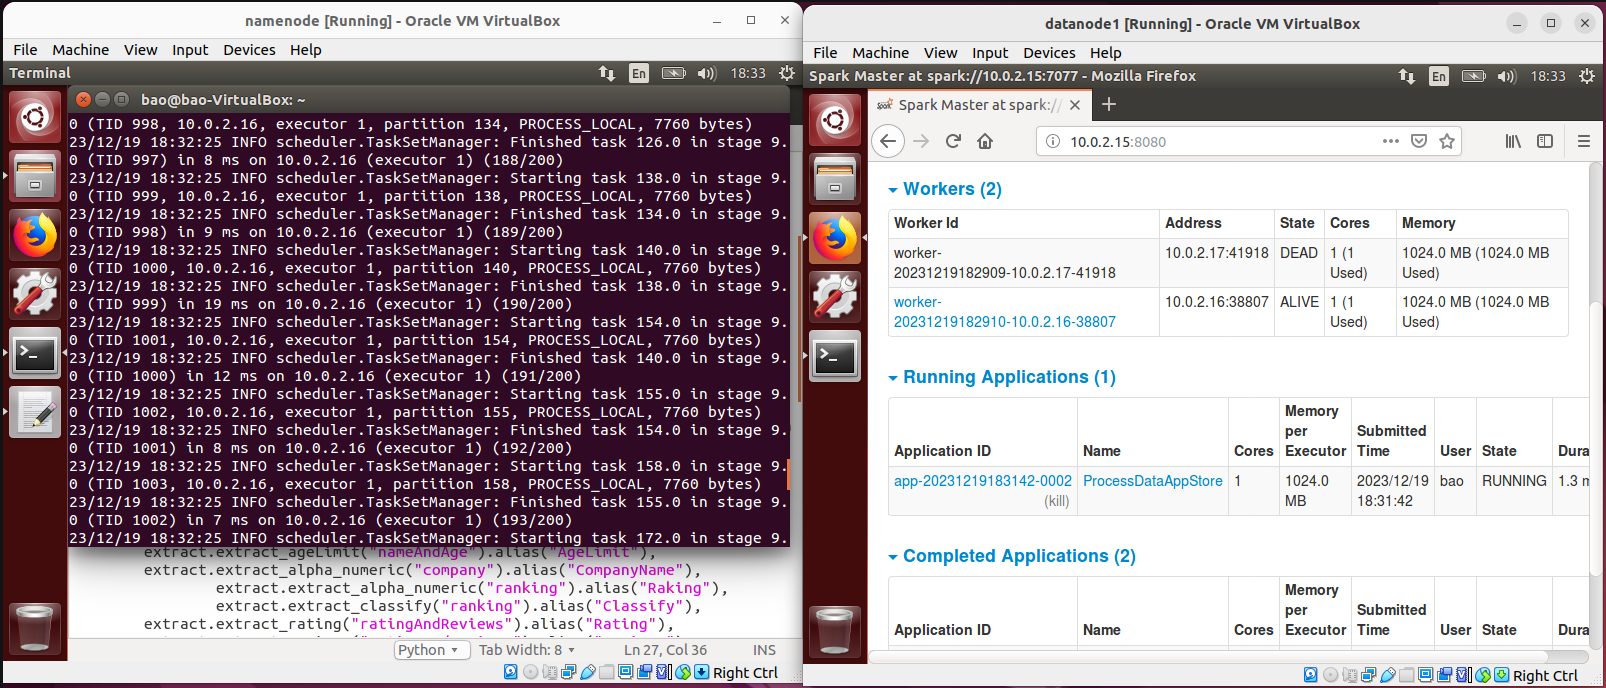 namenode [Running] - Oracle VM VirtualBox
File Machine View Input Devices Help
Terminal
En
18:33
bao@bao-VirtualBox: ~
0 (TID 998, 10.0.2.16, executor 1, partition 134, PROCESS_LOCAL, 7760 bytes)
23/12/19 18:32:25 INFO scheduler.TaskSetManager: Finished task 126.0 in stage 9.
0 (TID 997) in 8 ms on 10.0.2.16 (executor 1) (188/200)
23/12/19 18:32:25 INFO scheduler.TaskSetManager: Starting task 138.0 in stage 9.
0 (TID 999, 10.0.2.16, executor 1, partition 138, PROCESS_LOCAL, 7760 bytes)
23/12/19 18:32:25 INFO scheduler.TaskSetManager: Finished task 134.0 in stage 9.
0 (TID 998) in 9 ms on 10.0.2.16 (executor 1) (189/200)
23/12/19 18:32:25 INFO scheduler.TaskSetManager: Starting task 140.0 in stage 9.
0 (TID 1000, 10.0.2.16, executor 1, partition 140, PROCESS_LOCAL, 7760 bytes)
23/12/19 18:32:25 INFO scheduler.TaskSetManager: Finished task 138.0 in stage 9.
0 (TID 999) in 19 ms on 10.0.2.16 (executor 1) (190/200)
23/12/19 18:32:25 INFO scheduler.TaskSetManager: Starting task 154.0 in stage 9.
0 (TID 1001, 10.0.2.16, executor 1, partition 154, PROCESS_LOCAL, 7760 bytes)
23/12/19 18:32:25 INFO scheduler.TaskSetManager: Finished task 140.0 in stage 9.
0 (TID 1000) in 12 ms on 10.0.2.16 (executor 1) (191/200)
23/12/19 18:32:25 INFO scheduler.TaskSetManager: Starting task 155.0 in stage 9.
0 (TID 1002, 10.0.2.16, executor 1, partition 155, PROCESS_LOCAL, 7760 bytes)
23/12/19 18:32:25 INFO scheduler.TaskSetManager: Finished task 154.0 in stage 9.
0 (TID 1001) in 8 ms on 10.0.2.16 (executor 1) (192/200)
23/12/19 18:32:25 INFO scheduler.TaskSetManager: Starting task 158.0 in stage 9.
0 (TID 1003, 10.0.2.16, executor 1, partition 158, PROCESS_LOCAL, 7760 bytes)
23/12/19 18:32:25 INFO scheduler.TaskSetManager: Finished task 155.0 in stage 9.
0 (TID 1002) in 7 ms on 10.0.2.16 (executor 1) (193/200)
23/12/19 18:32:25 INFO scheduler.TaskSetManager: Starting task 172.0 in stage 9.
extract.extract_ageLimit("nameAndAge").alias("AgeLimit"),
extract.extract_alpha_numeric("company").alias("CompanyName"),
extract.extract_alpha_numeric("ranking").alias("Raking"),
extract.extract_classify("ranking").alias("Classify"),
extract.extract_rating("ratingAndReviews").alias("Rating"),
Python Tab Width: 8 Ln 27, Col 36 INS
Right Ctrl
datanode1 [Running] - Oracle VM VirtualBox
File Machine View Input Devices Help
Spark Master at spark://10.0.2.15:7077 - Mozilla Firefox
En
18:33
Spark Master at spark://
10.0.2.15:8080
Workers (2)
Worker Id Address State Cores Memory
worker-20231219182909-10.0.2.17-41918 10.0.2.17:41918 DEAD 1 (1 Used) 1024.0 MB (1024.0 MB Used)
worker-20231219182910-10.0.2.16-38807 10.0.2.16:38807 ALIVE 1 (1 Used) 1024.0 MB (1024.0 MB Used)
Running Applications (1)
Application ID Name Cores Memory per Executor Submitted Time User State Dura
app-20231219183142-0002 (kill) ProcessDataAppStore 1 1024.0 MB 2023/12/19 18:31:42 bao RUNNING 1.3 m
Completed Applications (2)
Application ID Name Cores Memory per Executor Submitted Time User State Dura
Right Ctrl